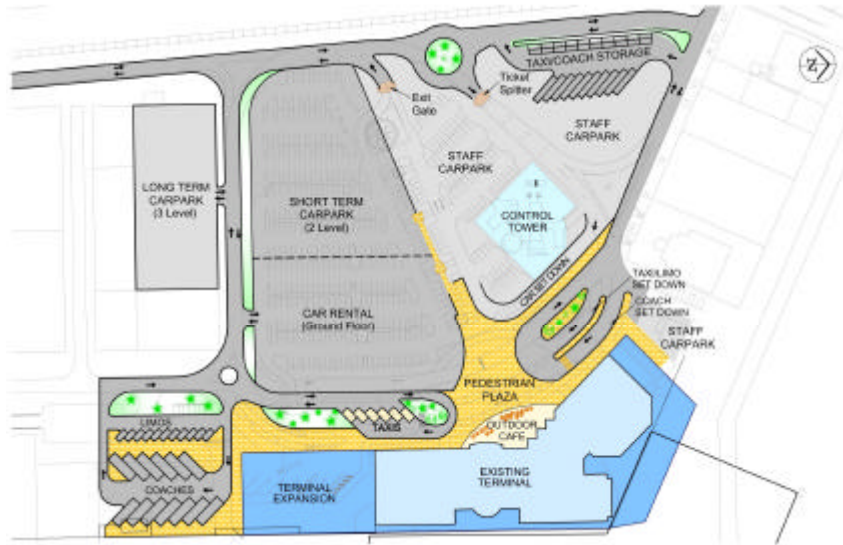 TAXI/COACH STORAGE
Z
Exit
Gate
Ticket
Spitter
STAFF
CARPARK
STAFF
CARPARK
LONG TERM
CARPARK
(3 Level)
SHORT TERM
CARPARK
(2 Level)
CONTROL
TOWER
CAR SET DOWN
TAXI/LIMO
SET DOWN
COACH
SET DOWN
STAFF
CARPARK
CAR RENTAL
(Ground Floor)
PEDESTRIAN
PLAZA
LIMOS
TAXIS
OUTDOOR
CAFE
COACHES
TERMINAL
EXPANSION
EXISTING
TERMINAL